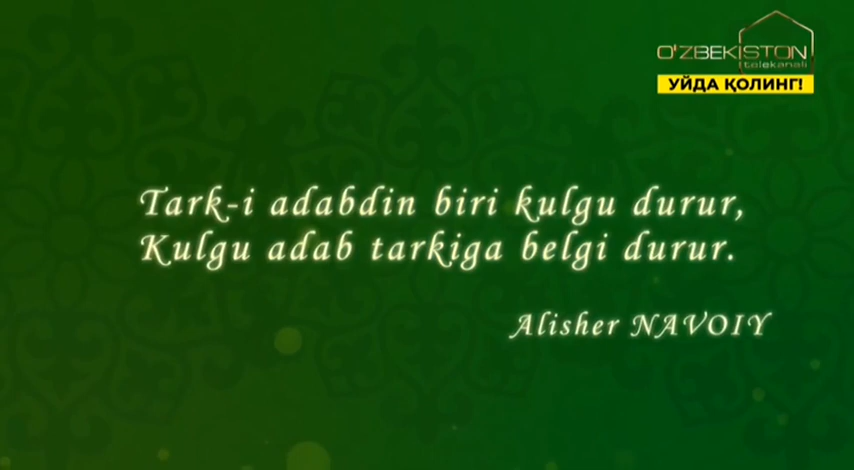 O'ZBEKISTON
telekanali
УЙДА ҚОЛИНГ!
Tark-i adabdin biri kulgu durur,
Kulgu adab tarkiga belgi durur.
Alisher NAVOIY